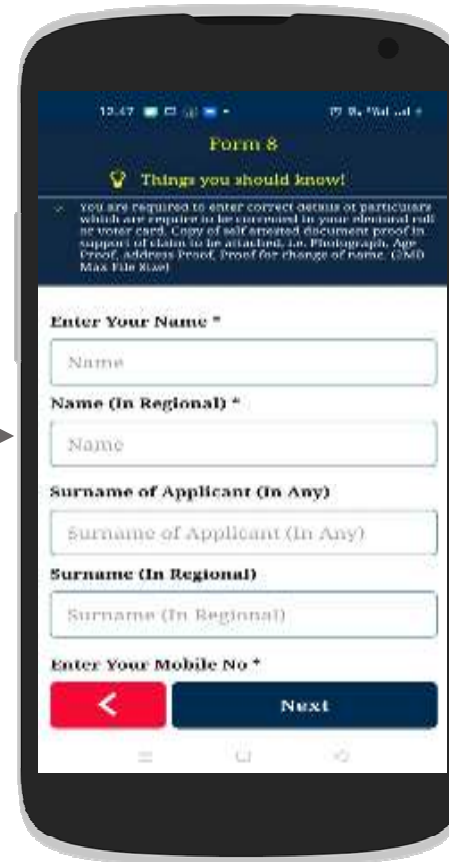 12.47
Form 8
Things you should know!
You are required to enter correct details of particulars
which are require to be corrected in your electoral roll
or voter card. Copy of self attested document proof in
support of claim to be attached, i.e. Photograph, Age
Proof, address Proof, Proof for change of name. (2MB
Max File Size)
Enter Your Name *
Name
Name (In Regional) *
Name
Surname of Applicant (In Any)
Surname of Applicant (In Any)
Surname (In Regional)
Surname (In Regional)
Enter Your Mobile No *
< Next